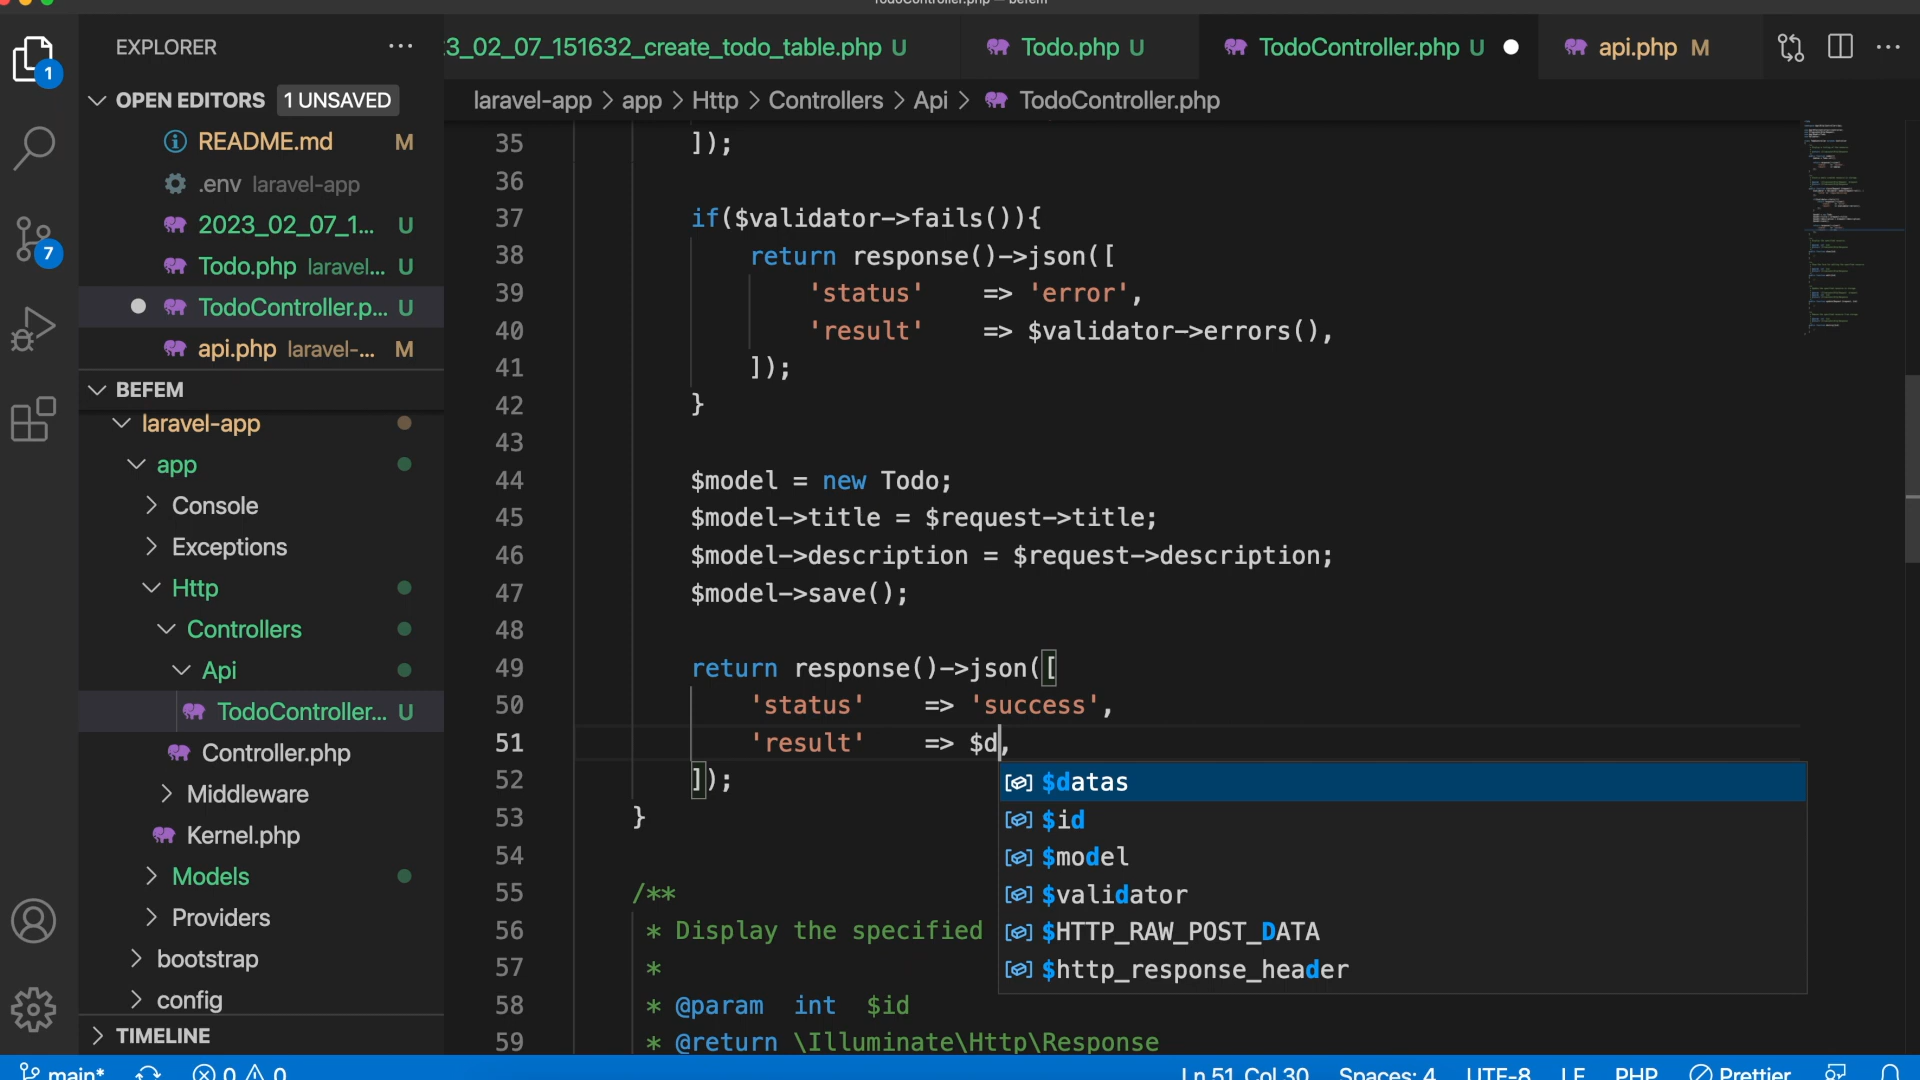 TodoController.php — befem
EXPLORER
3_02_07_151632_create_todo_table.php U
Todo.php U
TodoController.php U
api.php M
1
OPEN EDITORS 1 UNSAVED
laravel-app > app > Http > Controllers > Api > TodoController.php
README.md M
.env laravel-app
2023_02_07_1... U
Todo.php laravel... U
TodoController.p... U
api.php laravel-... M
7
BEFEM
laravel-app
app
Console
Exceptions
Http
Controllers
Api
TodoController... U
Controller.php
Middleware
Kernel.php
Models
Providers
bootstrap
config
TIMELINE
35 ]);
36
37 if($validator->fails()){
38 return response()->json([
39 'status' => 'error',
40 'result' => $validator->errors(),
41 ]);
42 }
43
44 $model = new Todo;
45 $model->title = $request->title;
46 $model->description = $request->description;
47 $model->save();
48
49 return response()->json([
50 'status' => 'success',
51 'result' => $d,
52 ]);
53 }
54
55 /**
56 * Display the specified
57 *
58 * @param int $id
59 * @return \Illuminate\Http\Response
$datas
$id
$model
$validator
$HTTP_RAW_POST_DATA
$http_response_header
main* 0 0 Ln 51, Col 30 Spaces: 4 UTF-8 LF PHP Prettier